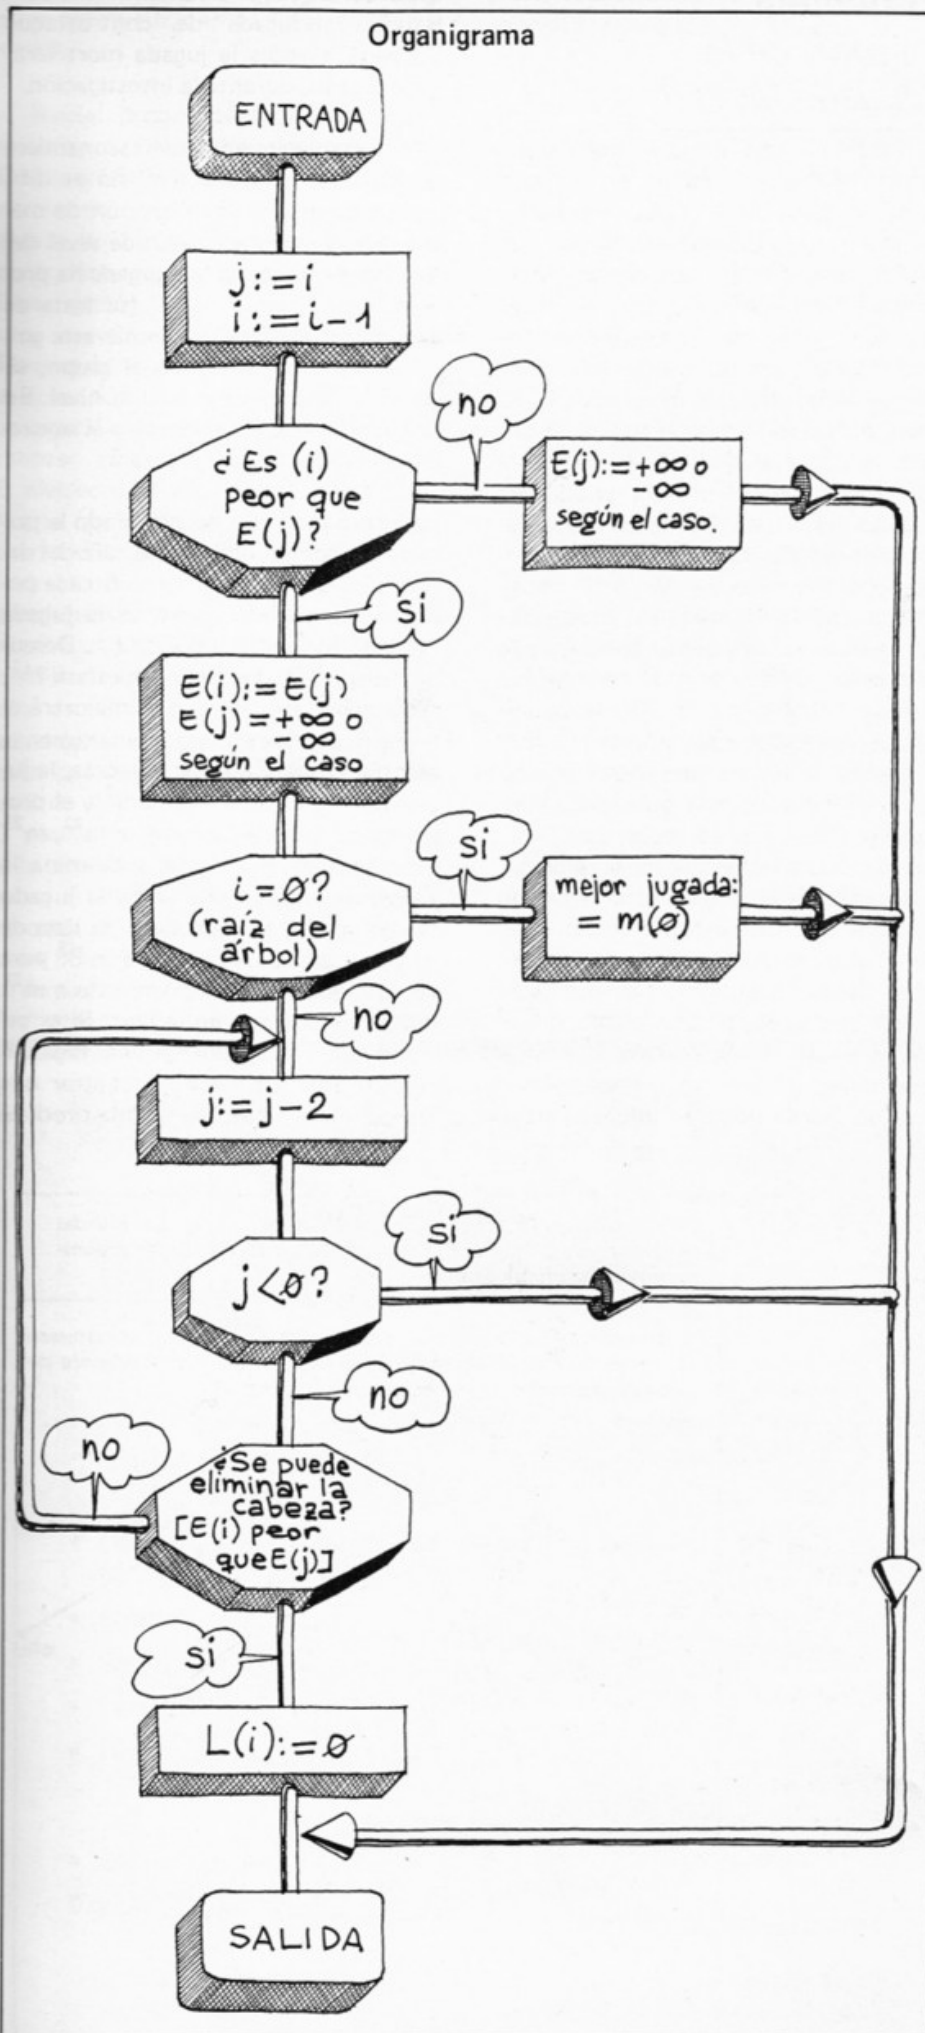 Organigrama
ENTRADA
j:=i
i:=i-1
¿Es (i)
peor que
E(j)?
no
E(j):=+∞ o
-∞
según el caso.
si
E(i):=E(j)
E(j)=+∞ o
-∞
según el caso
i=Ø?
(raíz del
árbol)
si
mejor jugada:
= m(Ø)
no
j:=j-2
j<Ø?
si
no
¿Se puede
eliminar la
cabeza?
[E(i) peor
que E(j)]
no
si
L(i):=Ø
SALIDA